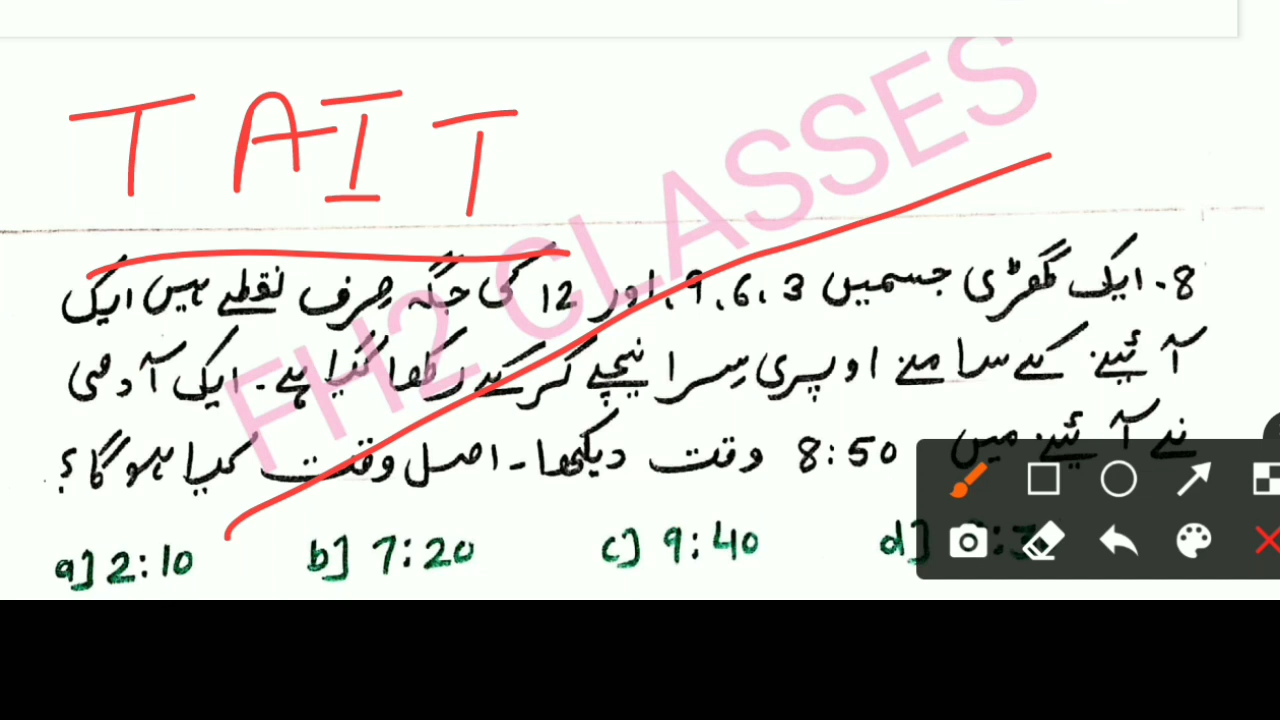 TAIT
FH2 CLASSES
8. ایک گھڑی جسمیں 3، 6، 9، اور 12 کی جگہ صرف نقطے ہیں ایک
آئینے کے سامنے اوپری سِرا نیچے کرکے رکھا گیا ہے۔ ایک آدمی
نے آئینے میں 8:50 وقت دیکھا۔ اصل وقت کیا ہوگا؟
a] 2:10 b] 7:20 c] 9:40 d]